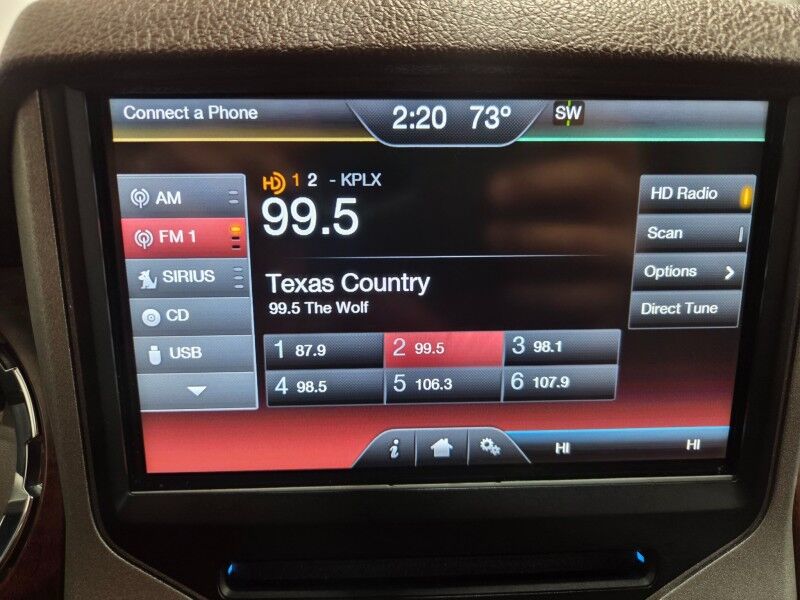 Connect a Phone
2:20 73° SW
HD 1 2 - KPLX
99.5
AM
FM 1
SIRIUS
CD
USB
Texas Country
99.5 The Wolf
1 87.9 2 99.5 3 98.1
4 98.5 5 106.3 6 107.9
HD Radio
Scan
Options
Direct Tune
i
HI HI